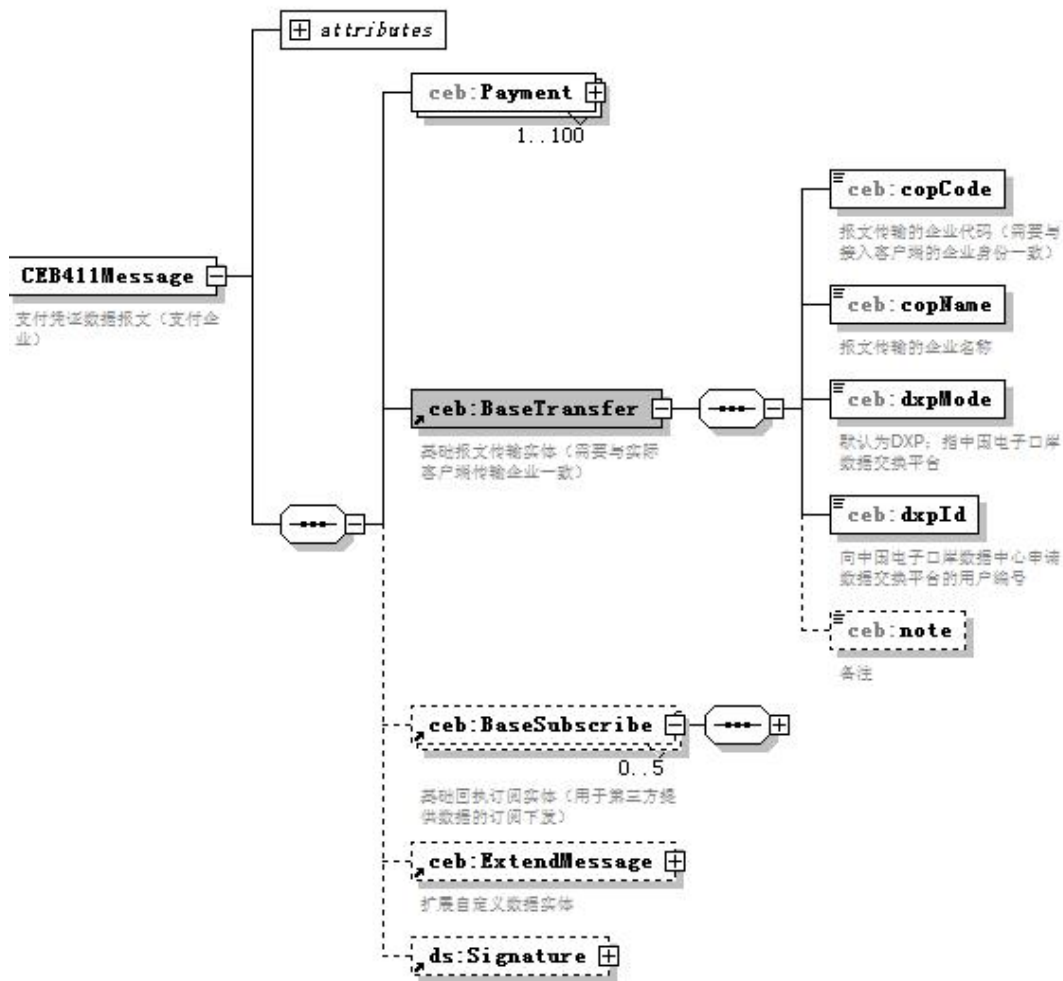 attributes
ceb:Payment
1..100
ceb:copCode
报文传输的企业代码（需要与
接入客户端的企业身份一致）
CEB411Message
支付凭证数据报文（支付企
业）
ceb:copName
报文传输的企业名称
ceb:BaseTransfer
基础报文传输实体（需要与实际
客户端传输企业一致）
ceb:dxpMode
默认为DXP；指中国电子口岸
数据交换平台
ceb:dxpId
向中国电子口岸数据中心申请
数据交换平台的用户编号
ceb:note
备注
ceb:BaseSubscribe
0..5
基础回执订阅实体（用于第三方提
供数据的订阅下发）
ceb:ExtendMessage
扩展自定义数据实体
ds:Signature